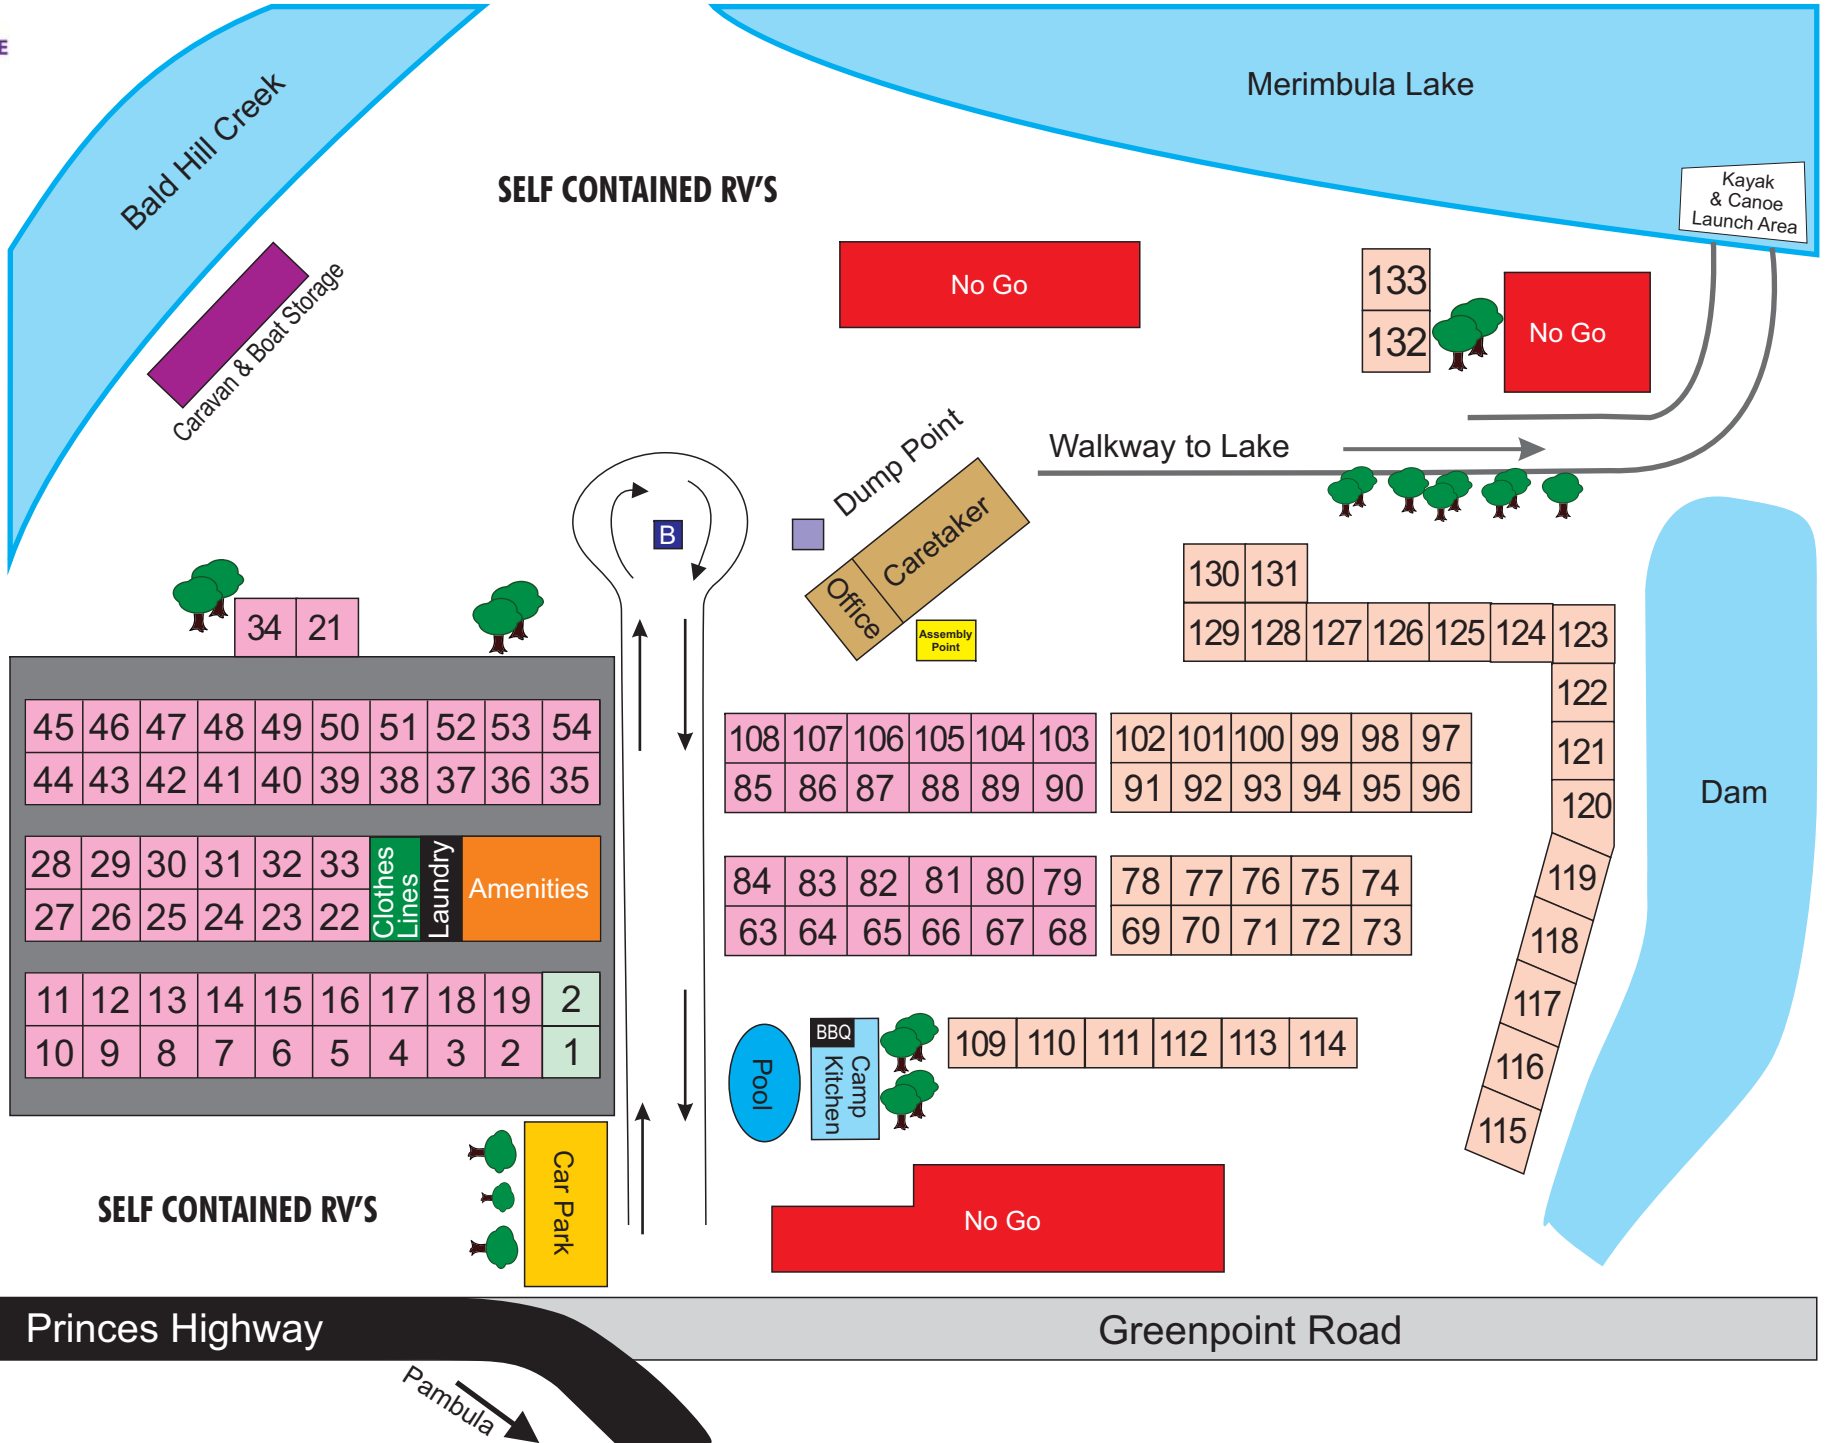 E
Merimbula Lake
Bald Hill Creek
Kayak
& Canoe
Launch Area
SELF CONTAINED RV'S
No Go
133
132
No Go
Caravan & Boat Storage
Walkway to Lake
Dump Point
B
Caretaker
Office
Assembly
Point
130 131
34 21
129 128 127 126 125 124 123
122
121
120
119
118
117
116
115
Dam
45 46 47 48 49 50 51 52 53 54
44 43 42 41 40 39 38 37 36 35
108 107 106 105 104 103 102 101 100 99 98 97
85 86 87 88 89 90 91 92 93 94 95 96
28 29 30 31 32 33
27 26 25 24 23 22
Clothes
Lines
Laundry
Amenities
84 83 82 81 80 79 78 77 76 75 74
63 64 65 66 67 68 69 70 71 72 73
11 12 13 14 15 16 17 18 19 2
10 9 8 7 6 5 4 3 2 1
Pool
BBQ
Camp
Kitchen
109 110 111 112 113 114
Car Park
SELF CONTAINED RV'S
No Go
Princes Highway
Greenpoint Road
Pambula